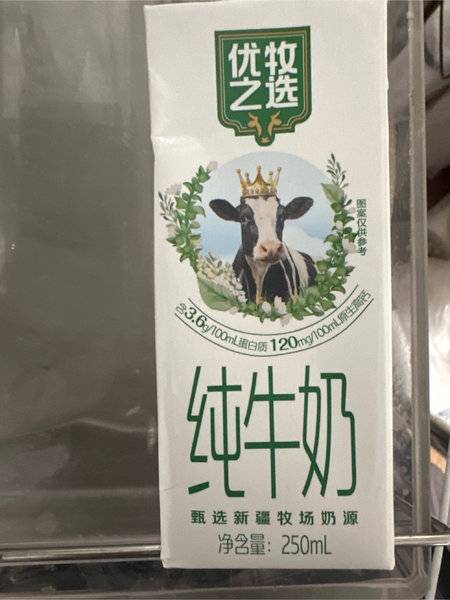 优牧
之选
图案仅供参考
含3.6g/100mL蛋白质 120mg/100mL原生高钙
纯牛奶
甄选新疆牧场奶源
净含量：250mL